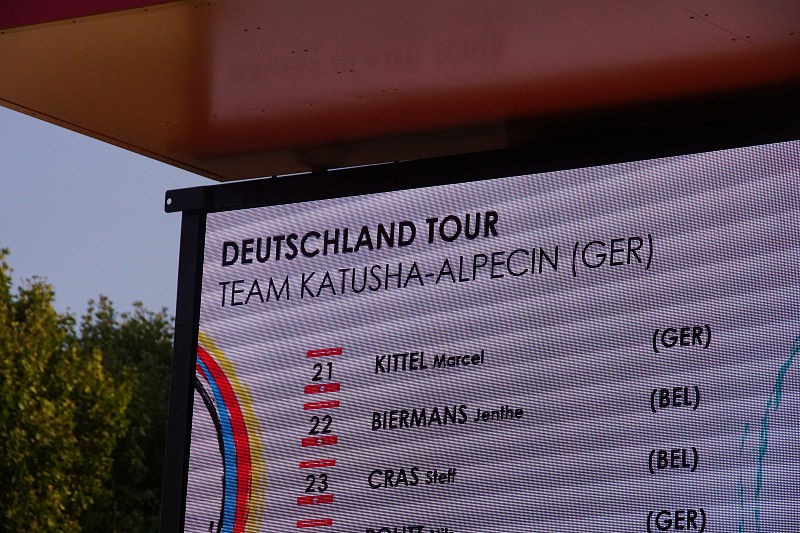 DEUTSCHLAND TOUR
TEAM KATUSHA-ALPECIN (GER)
21 KITTEL Marcel (GER)
22 BIERMANS Jenthe (BEL)
23 CRAS Steff (BEL)
(GER)